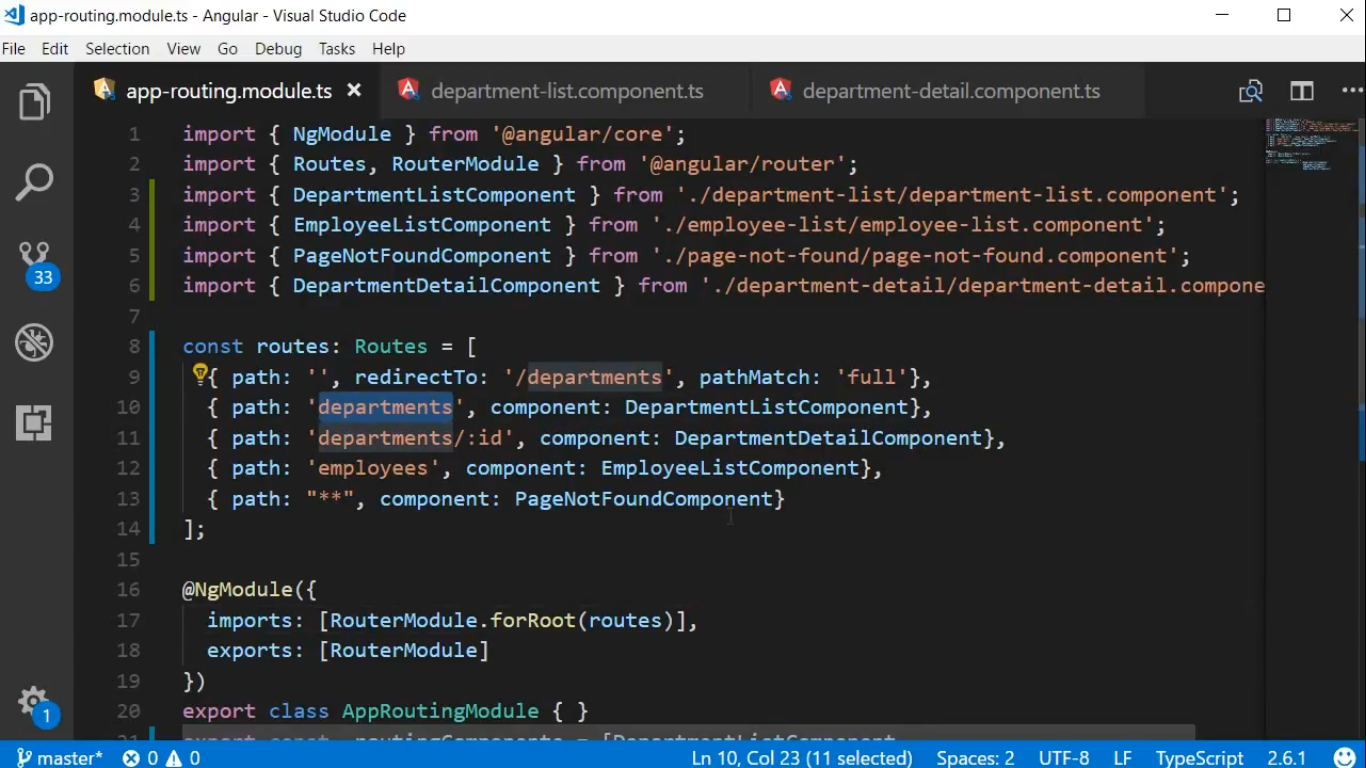 app-routing.module.ts - Angular - Visual Studio Code
File Edit Selection View Go Debug Tasks Help
app-routing.module.ts department-list.component.ts department-detail.component.ts
1 import { NgModule } from '@angular/core';
2 import { Routes, RouterModule } from '@angular/router';
3 import { DepartmentListComponent } from './department-list/department-list.component';
4 import { EmployeeListComponent } from './employee-list/employee-list.component';
5 import { PageNotFoundComponent } from './page-not-found/page-not-found.component';
6 import { DepartmentDetailComponent } from './department-detail/department-detail.compone
7
8 const routes: Routes = [
9 { path: '', redirectTo: '/departments', pathMatch: 'full'},
10 { path: 'departments', component: DepartmentListComponent},
11 { path: 'departments/:id', component: DepartmentDetailComponent},
12 { path: 'employees', component: EmployeeListComponent},
13 { path: "**", component: PageNotFoundComponent}
14 ];
15
16 @NgModule({
17 imports: [RouterModule.forRoot(routes)],
18 exports: [RouterModule]
19 })
20 export class AppRoutingModule { }
21 export const routingComponents = [DepartmentListComponent
33
1
master* 0 0 Ln 10, Col 23 (11 selected) Spaces: 2 UTF-8 LF TypeScript 2.6.1